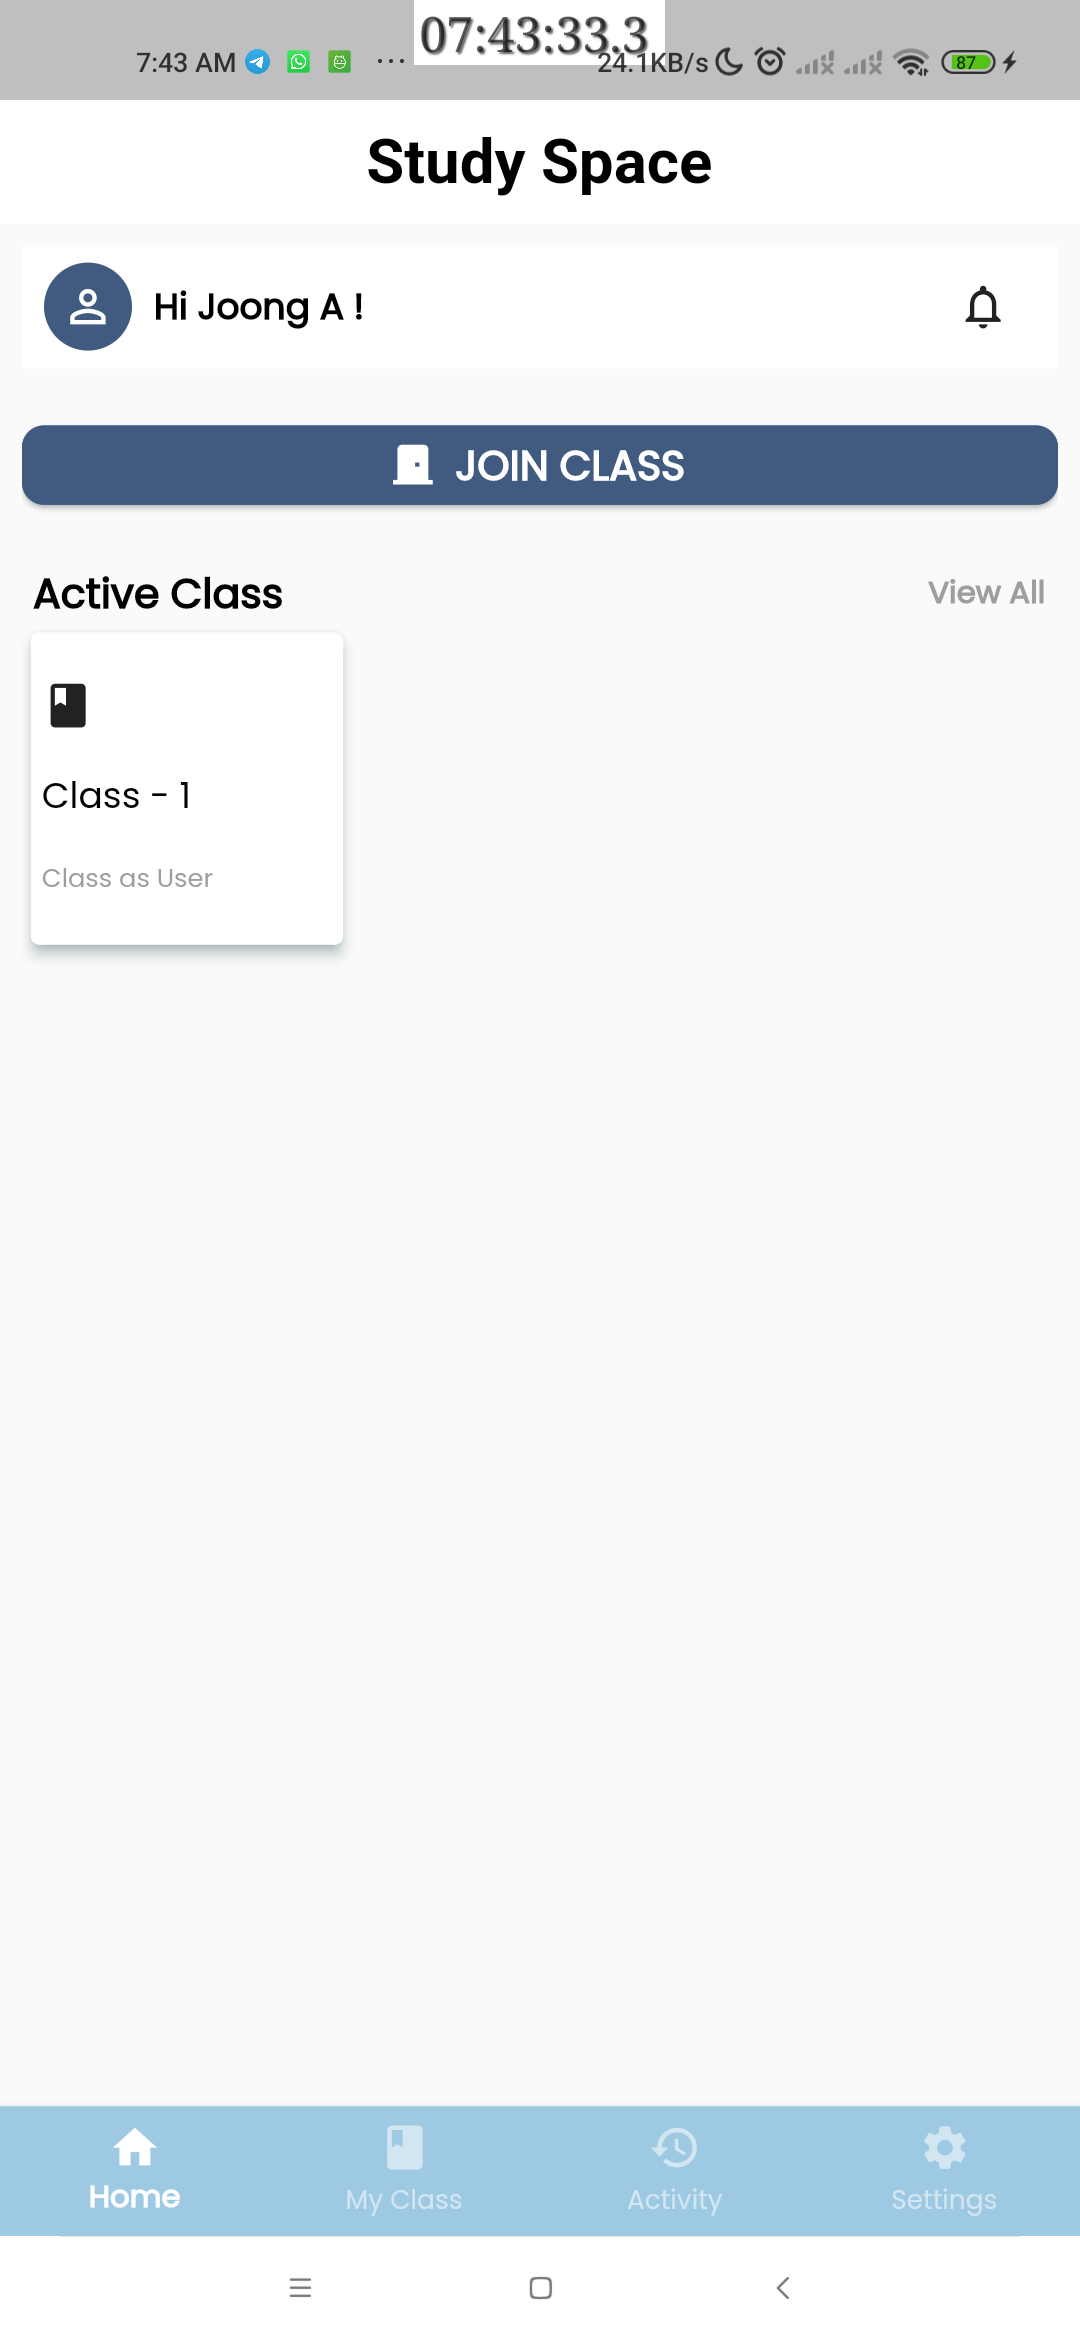 07:43:33.3
7:43 AM ... 24.1KB/s 87
Study Space
Hi Joong A !
JOIN CLASS
Active Class View All
Class - 1
Class as User
Home My Class Activity Settings